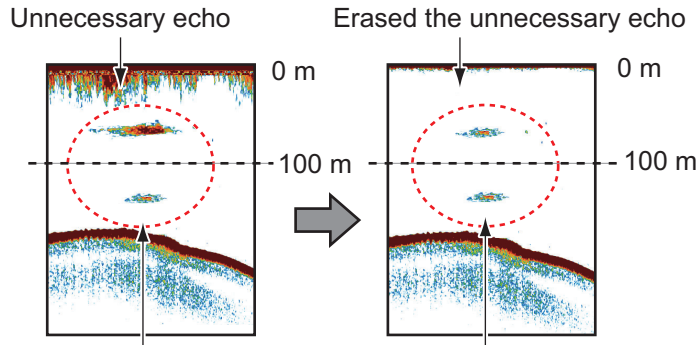 Unnecessary echo
Erased the unnecessary echo
0 m
0 m
100 m
100 m